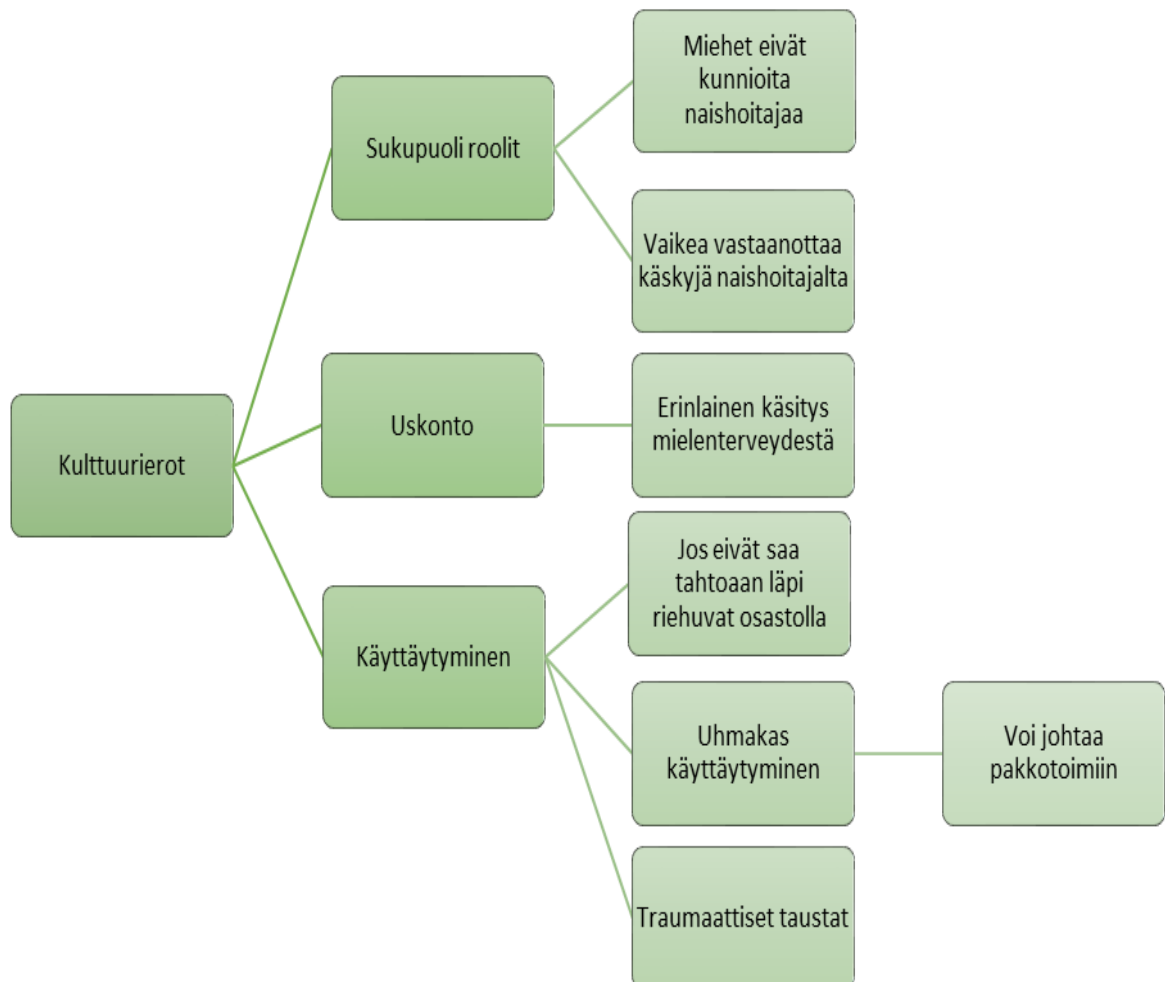 Miehet eivät
kunnioita
naishoitajaa
Sukupuoli roolit
Vaikea vastaanottaa
käskyjä naishoitajalta
Uskonto
Erinlainen käsitys
mielenterveydestä
Kulttuurierot
Jos eivät saa
tahtoaan läpi
riehuvat osastolla
Käyttäytyminen
Uhmakas
käyttäytyminen
Voi johtaa
pakkotoimiin
Traumaattiset taustat